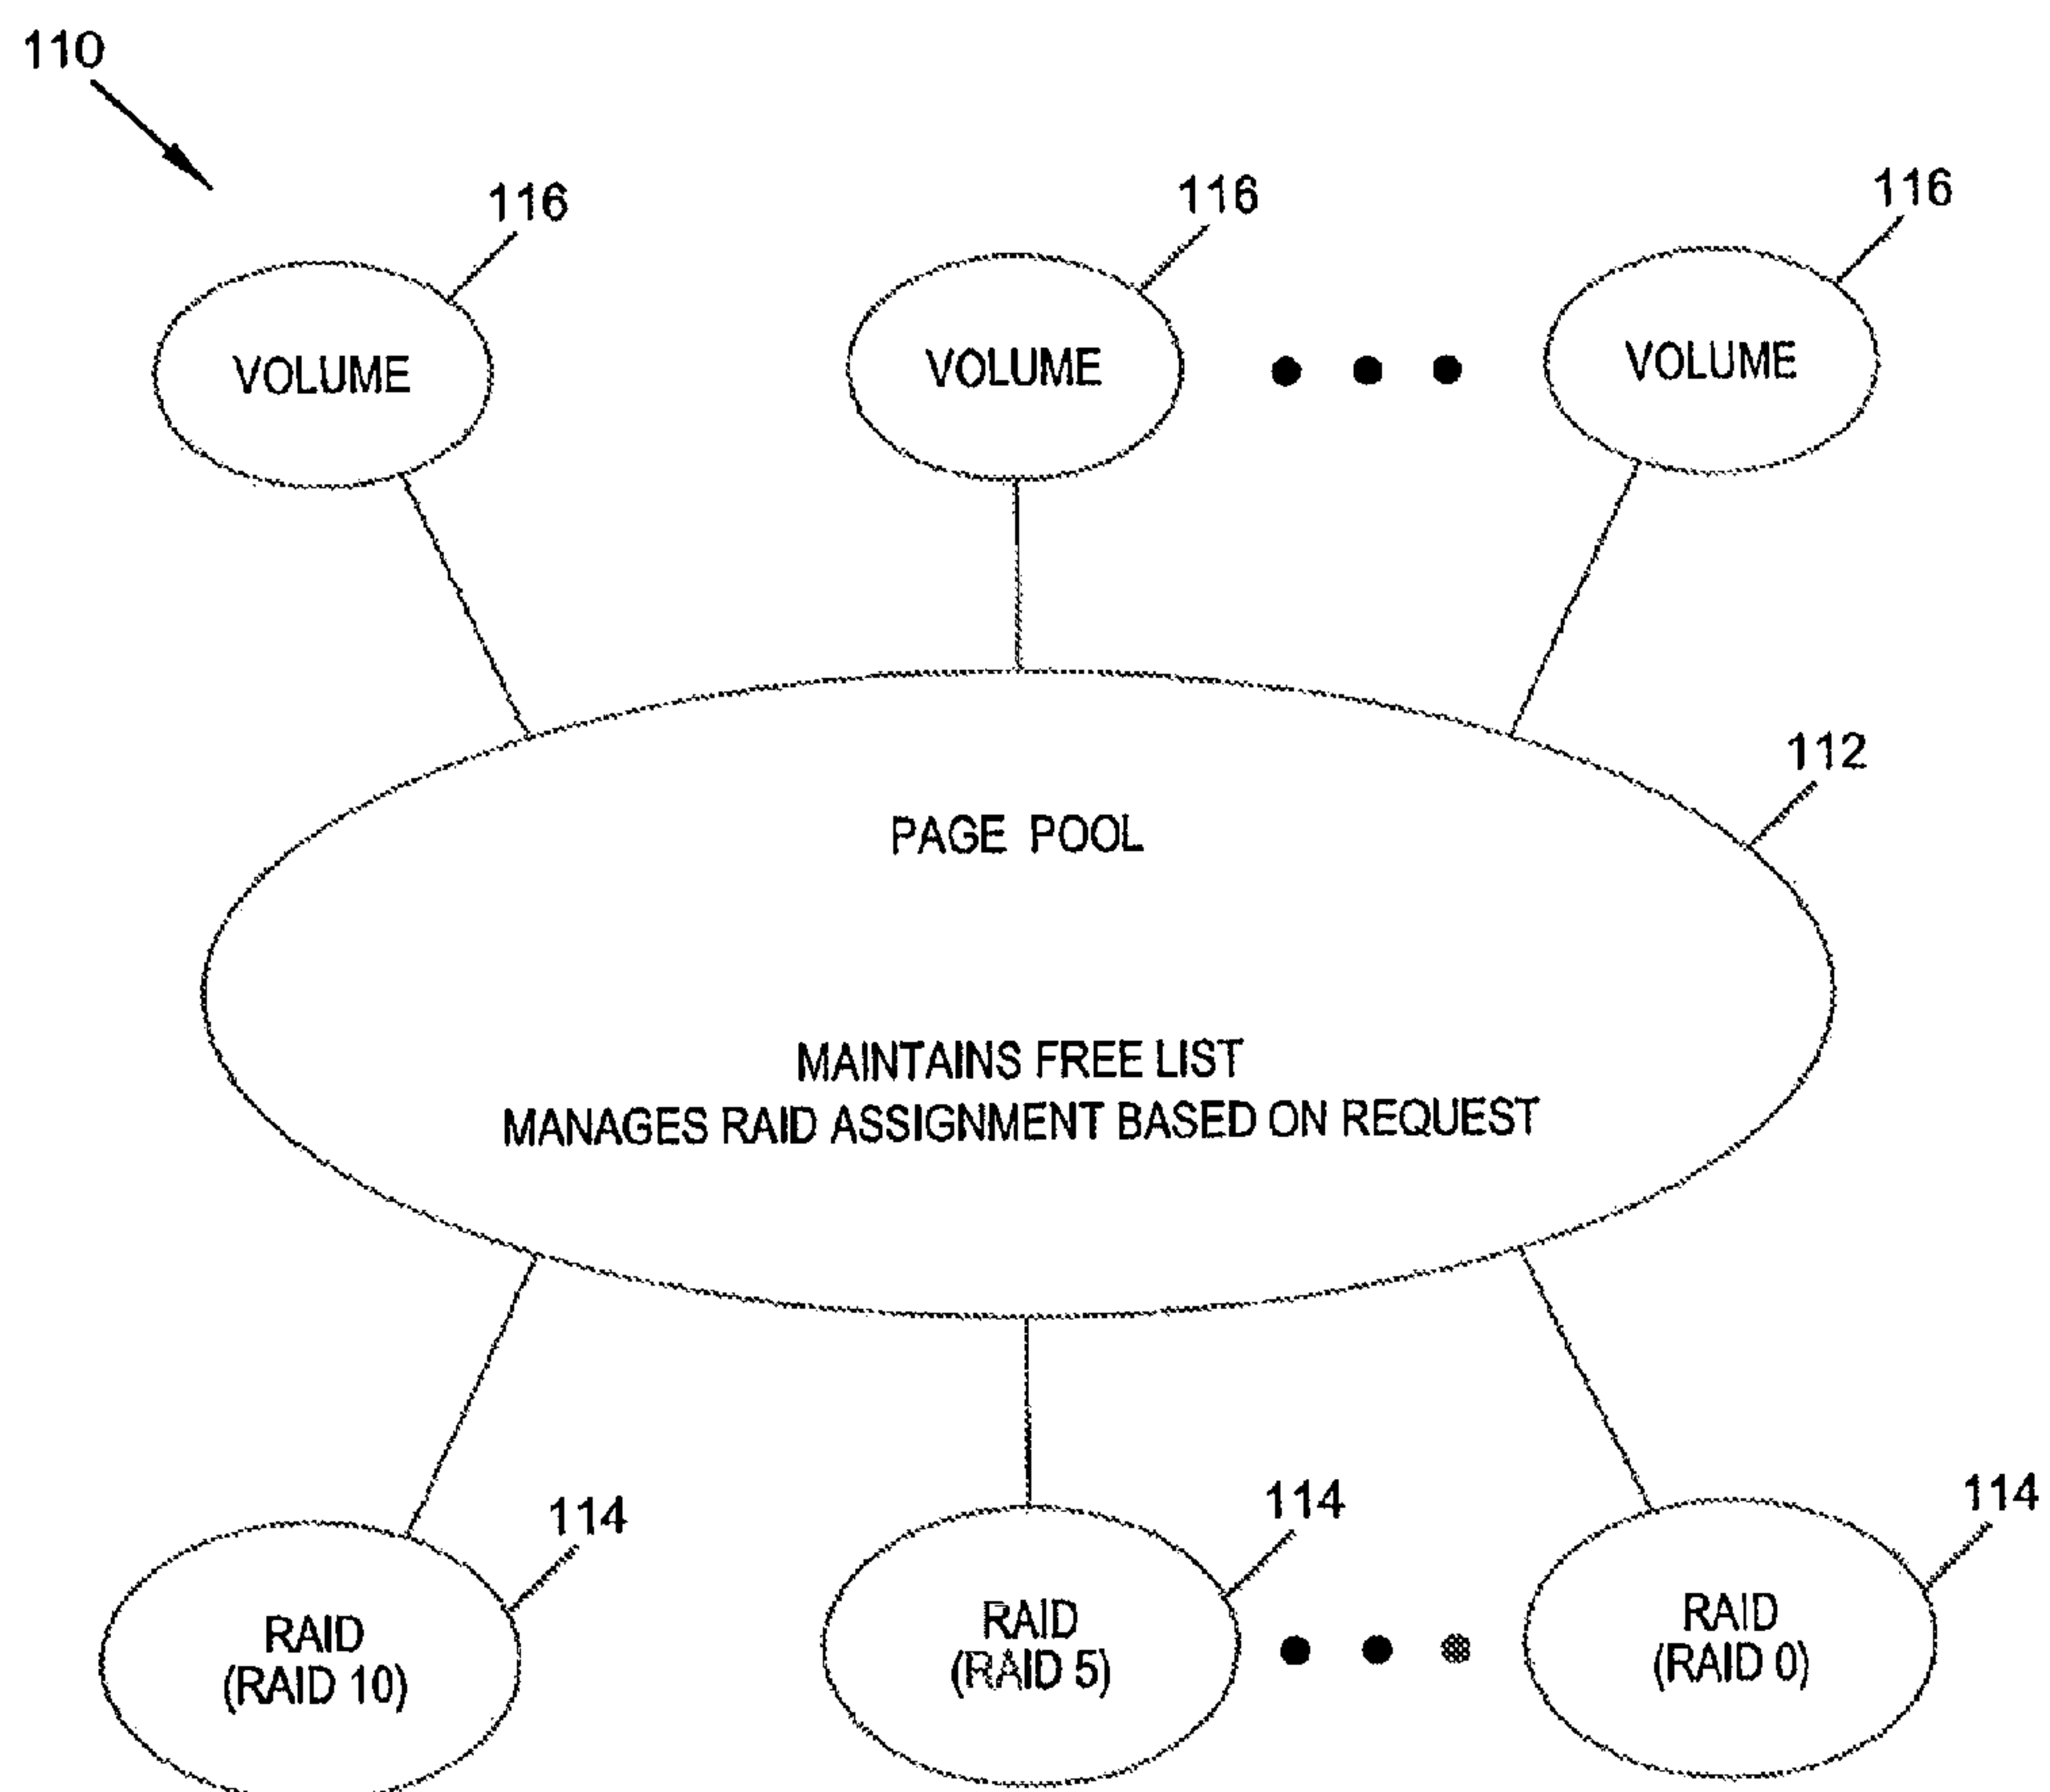 110
116
116
116
VOLUME
VOLUME
VOLUME
112
PAGE POOL
MAINTAINS FREE LIST
MANAGES RAID ASSIGNMENT BASED ON REQUEST
114
114
114
RAID
(RAID 10)
RAID
(RAID 5)
RAID
(RAID 0)